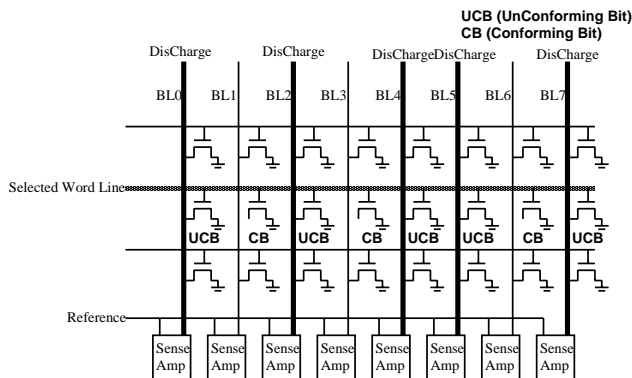 UCB (UnConforming Bit)
CB (Conforming Bit)
DisCharge DisCharge DisCharge DisCharge DisCharge
BL0 BL1 BL2 BL3 BL4 BL5 BL6 BL7
Selected Word Line
UCB CB UCB CB UCB UCB CB UCB
Reference
Sense Sense Sense Sense Sense Sense Sense Sense
Amp Amp Amp Amp Amp Amp Amp Amp